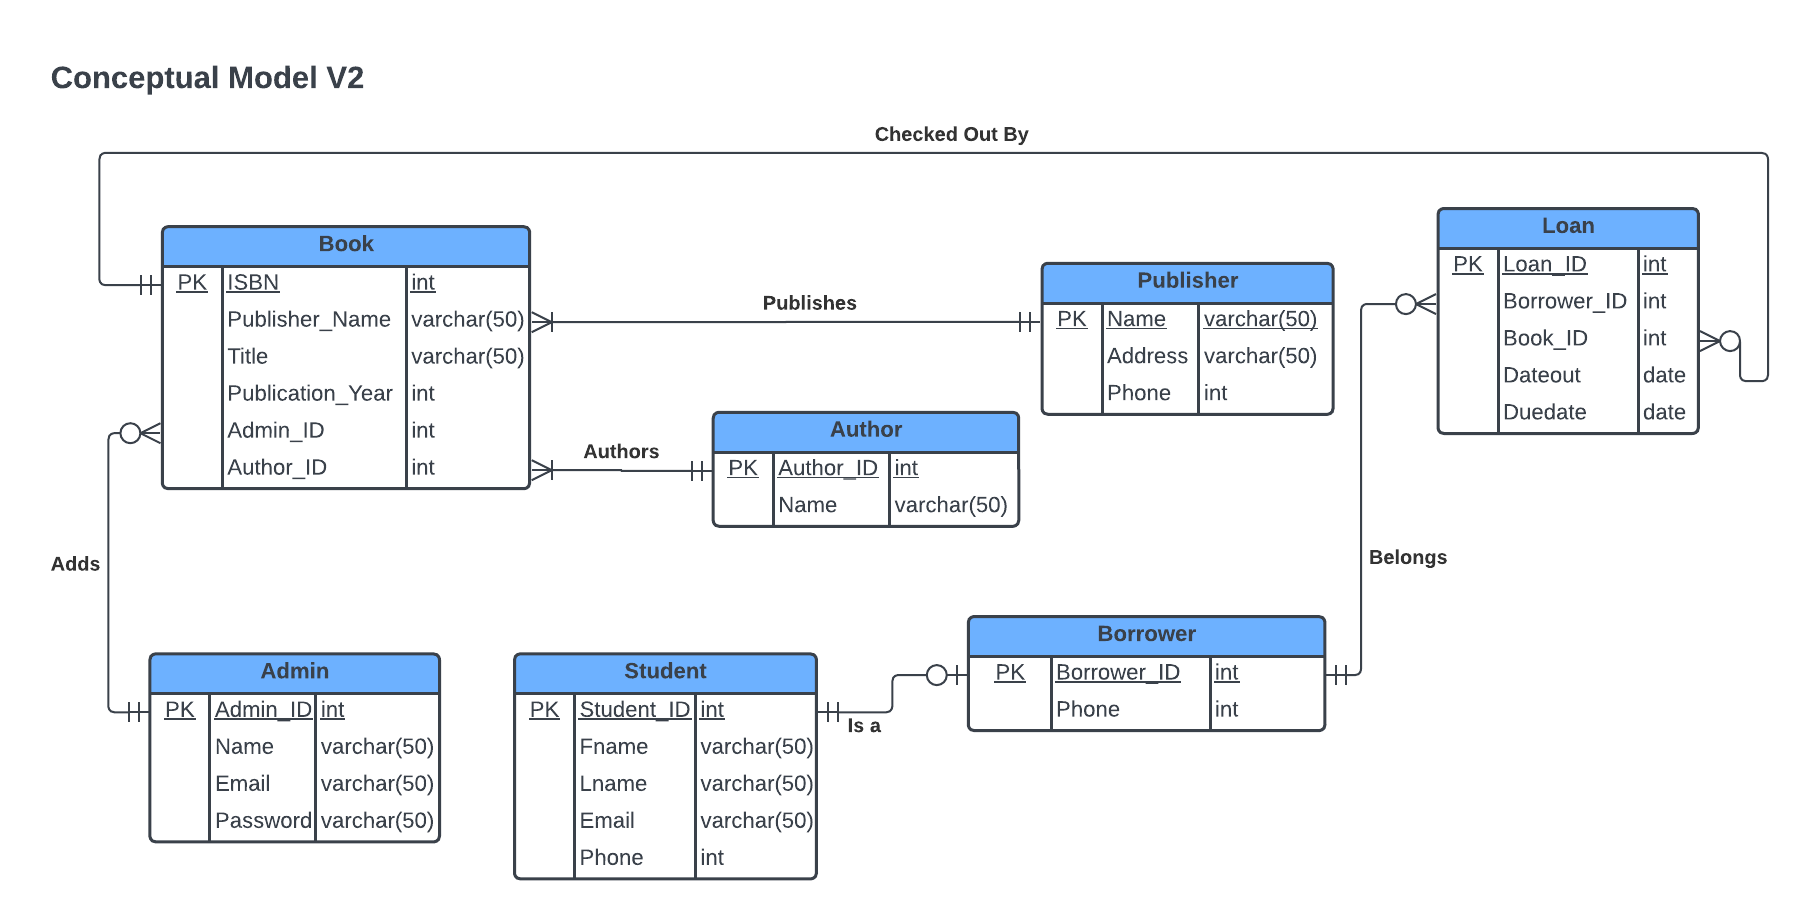 Conceptual Model V2
Checked Out By
Book
PK ISBN int
Publisher_Name varchar(50)
Title varchar(50)
Publication_Year int
Admin_ID int
Author_ID int
Publishes
Publisher
PK Name varchar(50)
Address varchar(50)
Phone int
Loan
PK Loan_ID int
Borrower_ID int
Book_ID int
Dateout date
Duedate date
Authors
Author
PK Author_ID int
Name varchar(50)
Adds
Belongs
Admin
PK Admin_ID int
Name varchar(50)
Email varchar(50)
Password varchar(50)
Student
PK Student_ID int
Fname varchar(50)
Lname varchar(50)
Email varchar(50)
Phone int
Is a
Borrower
PK Borrower_ID int
Phone int